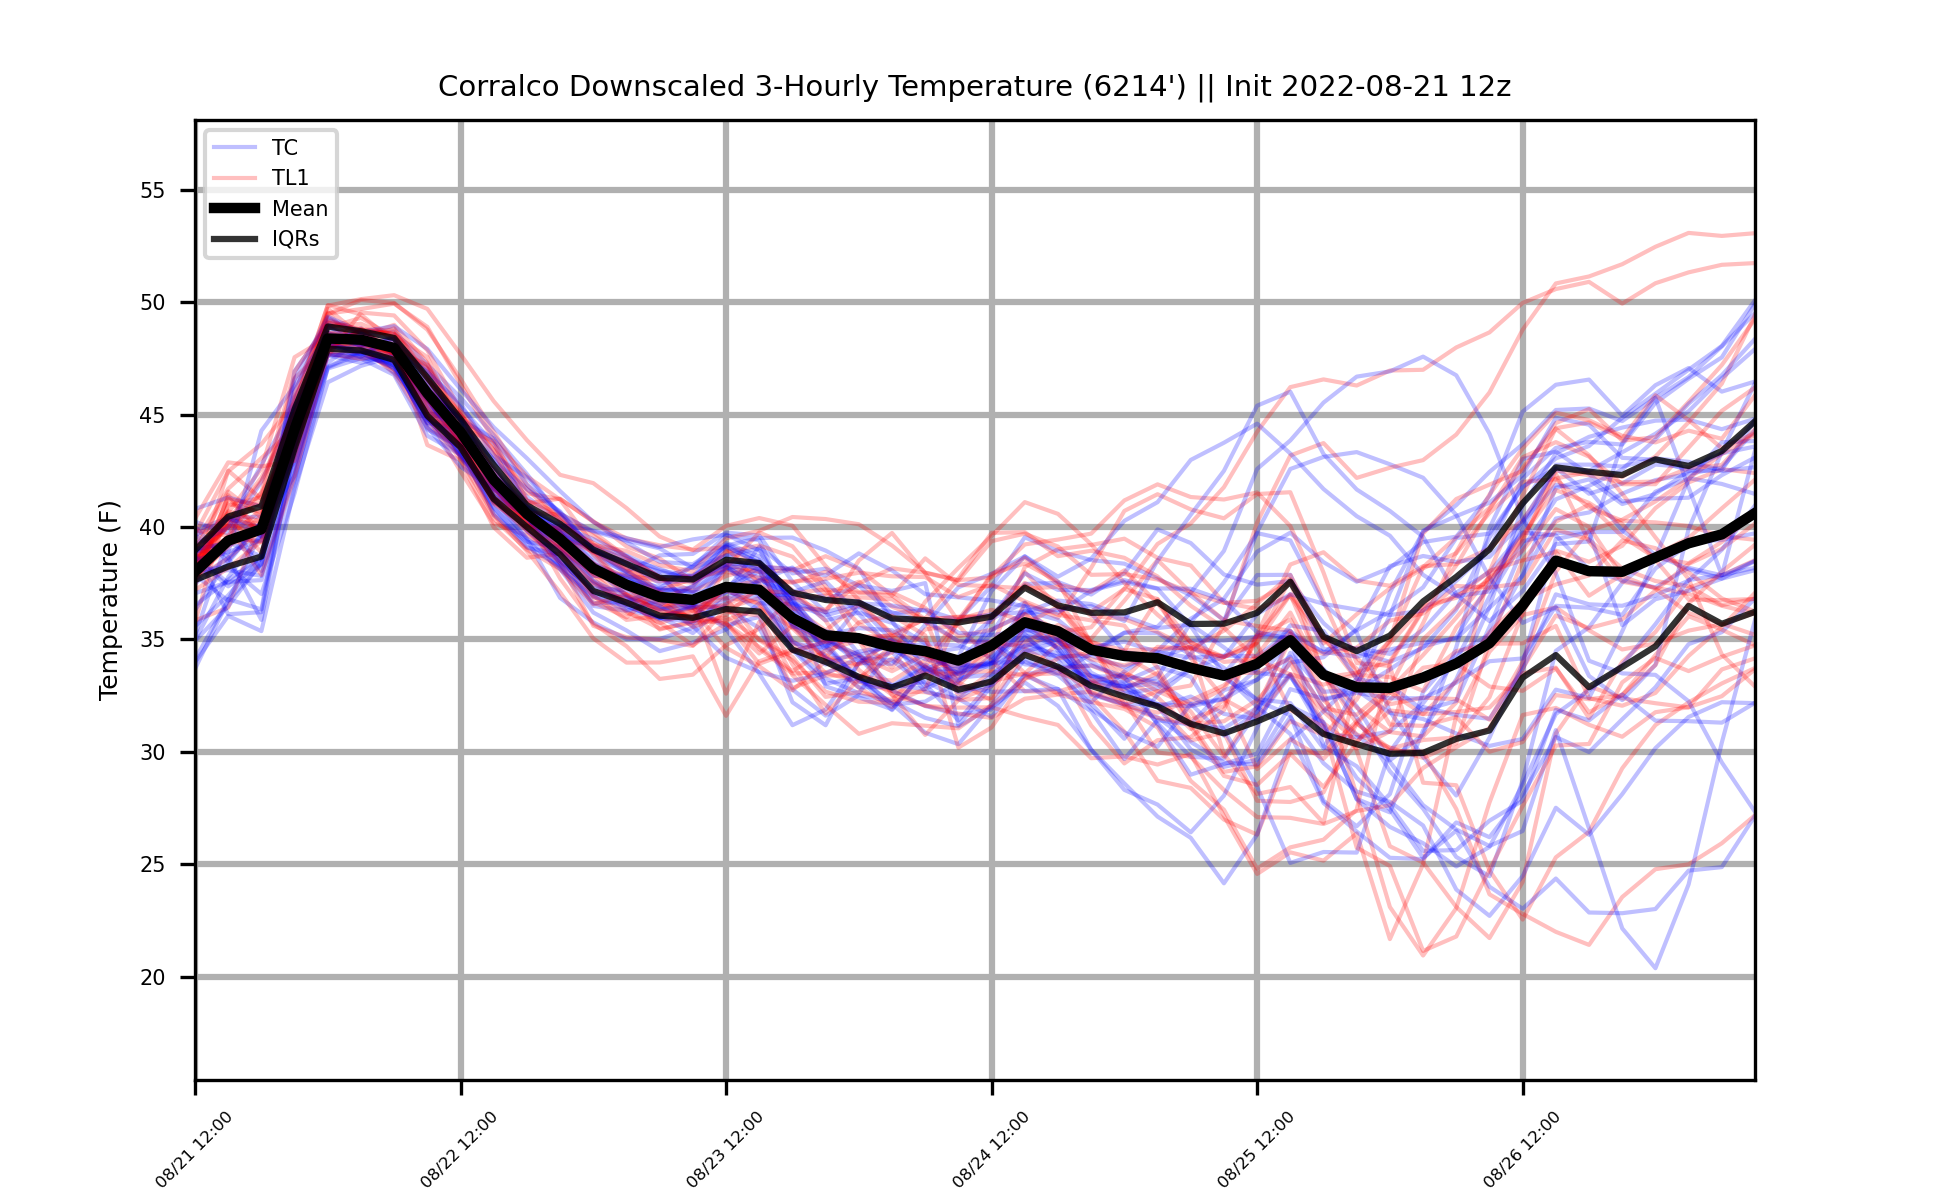 Corralco Downscaled 3-Hourly Temperature (6214') || Init 2022-08-21 12z
TC
TL1
Mean
IQRs
Temperature (F)
55
50
45
40
35
30
25
20
08/21 12:00
08/22 12:00
08/23 12:00
08/24 12:00
08/25 12:00
08/26 12:00